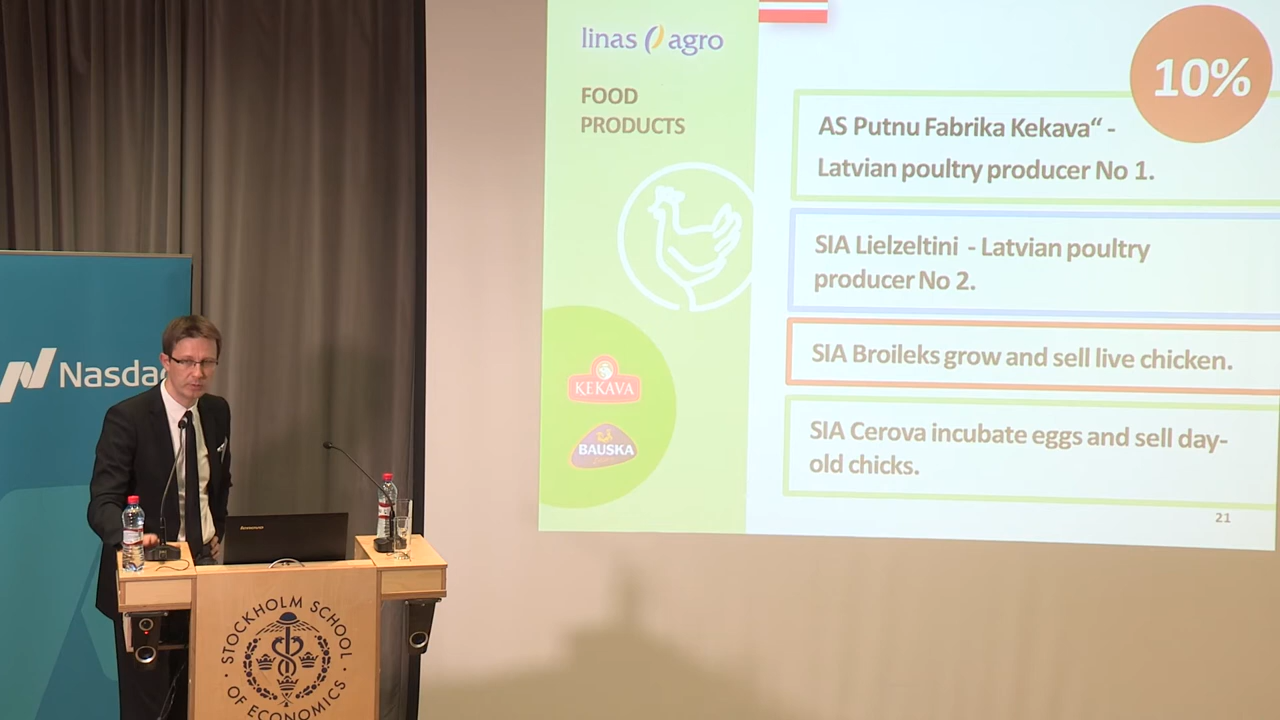 linas agro
FOOD
PRODUCTS
10%
AS Putnu Fabrika Kekava“ -
Latvian poultry producer No 1.
SIA Lielzeltini - Latvian poultry
producer No 2.
SIA Broileks grow and sell live chicken.
SIA Cerova incubate eggs and sell day-
old chicks.
KEKAVA
BAUSKA
21
Nasda
lenovo
STOCKHOLM SCHOOL
· OF ECONOMICS ·